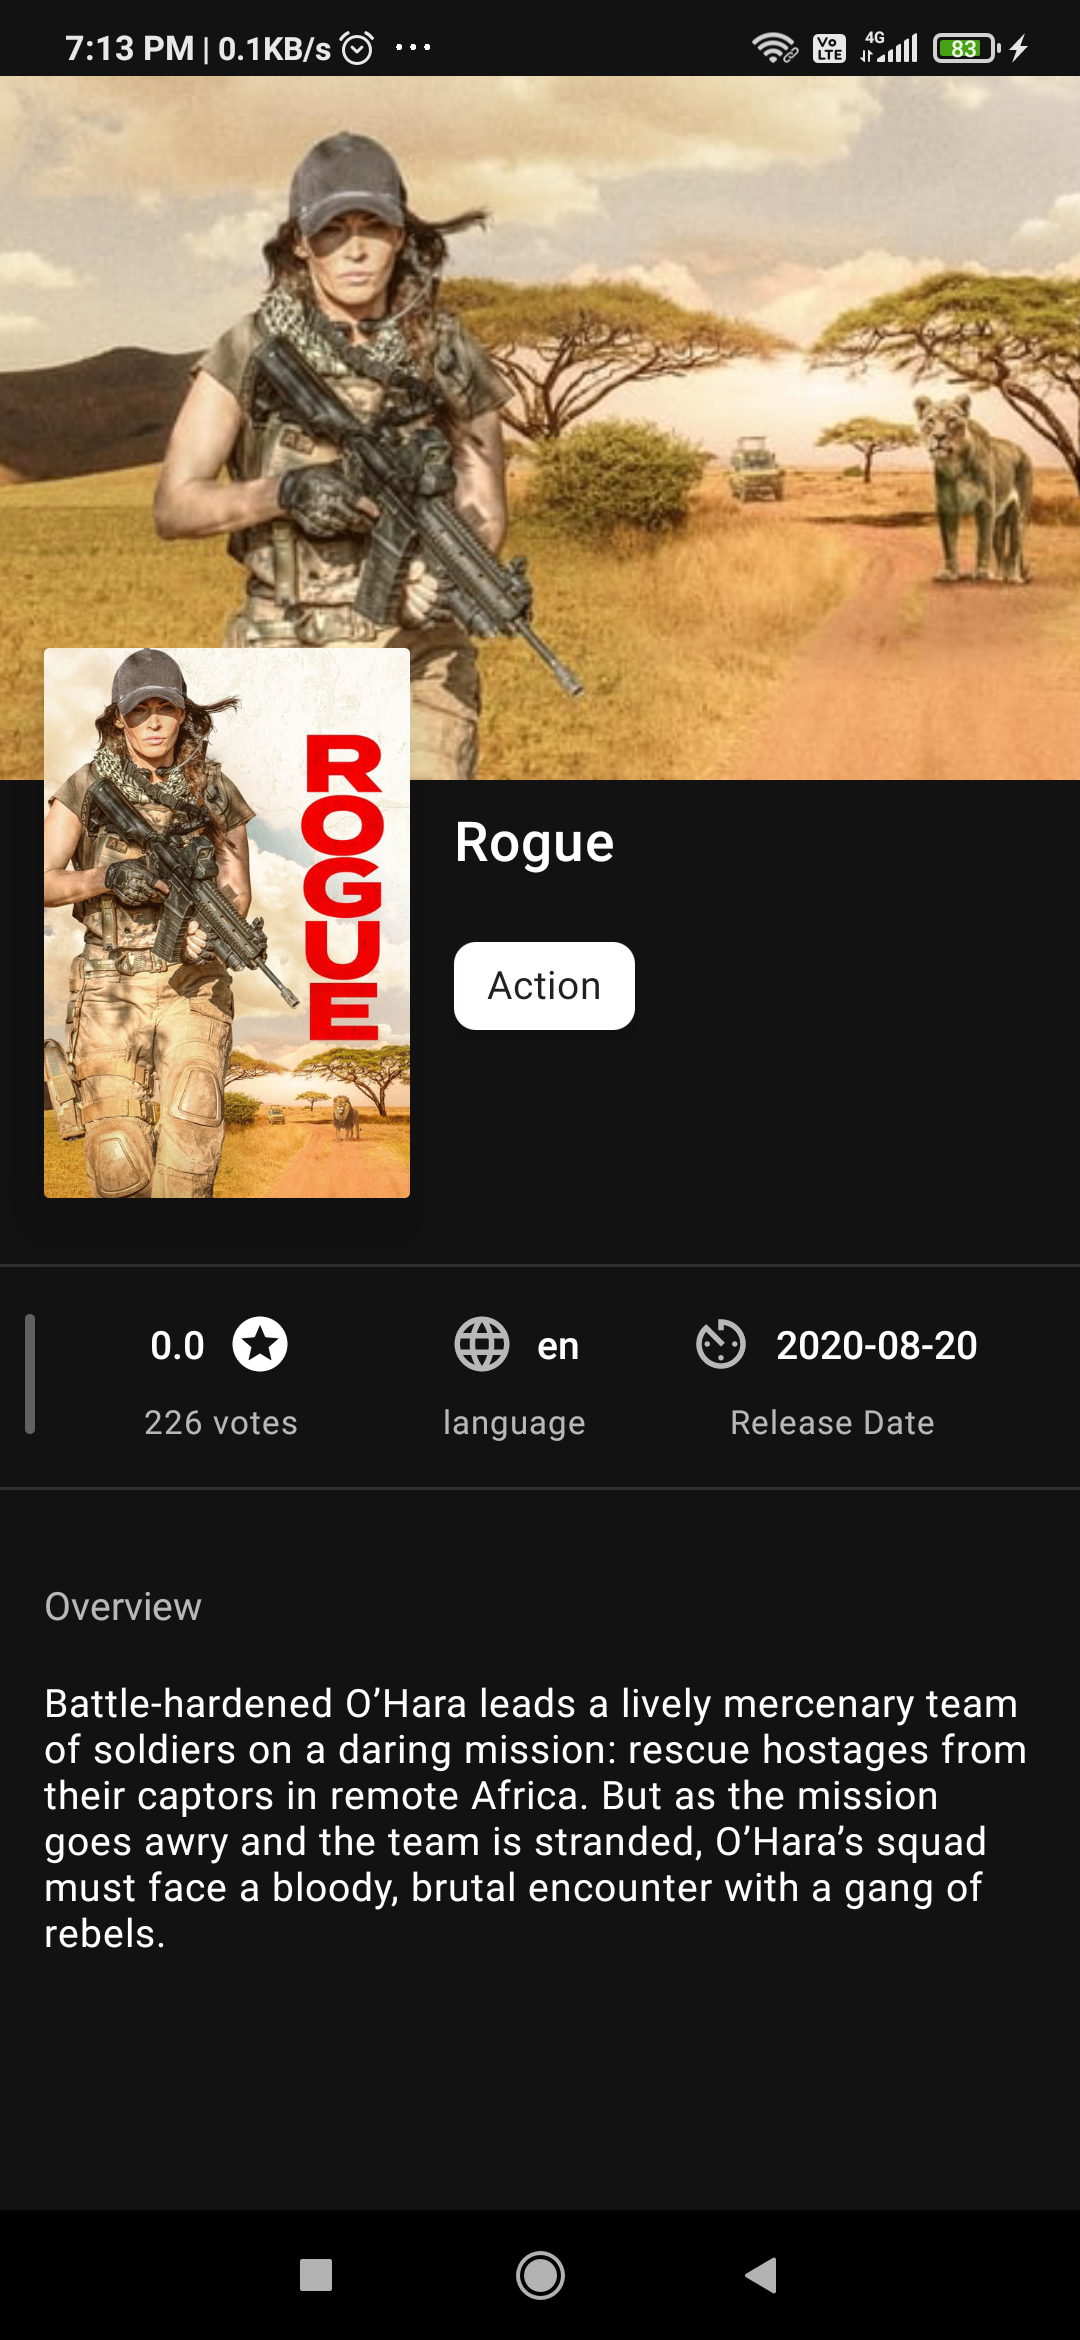 7:13 PM | 0.1KB/s ...
Vo
LTE
4G
83
ROGUE
Rogue
Action
0.0
en
2020-08-20
226 votes
language
Release Date
Overview
Battle-hardened O’Hara leads a lively mercenary team
of soldiers on a daring mission: rescue hostages from
their captors in remote Africa. But as the mission
goes awry and the team is stranded, O’Hara’s squad
must face a bloody, brutal encounter with a gang of
rebels.